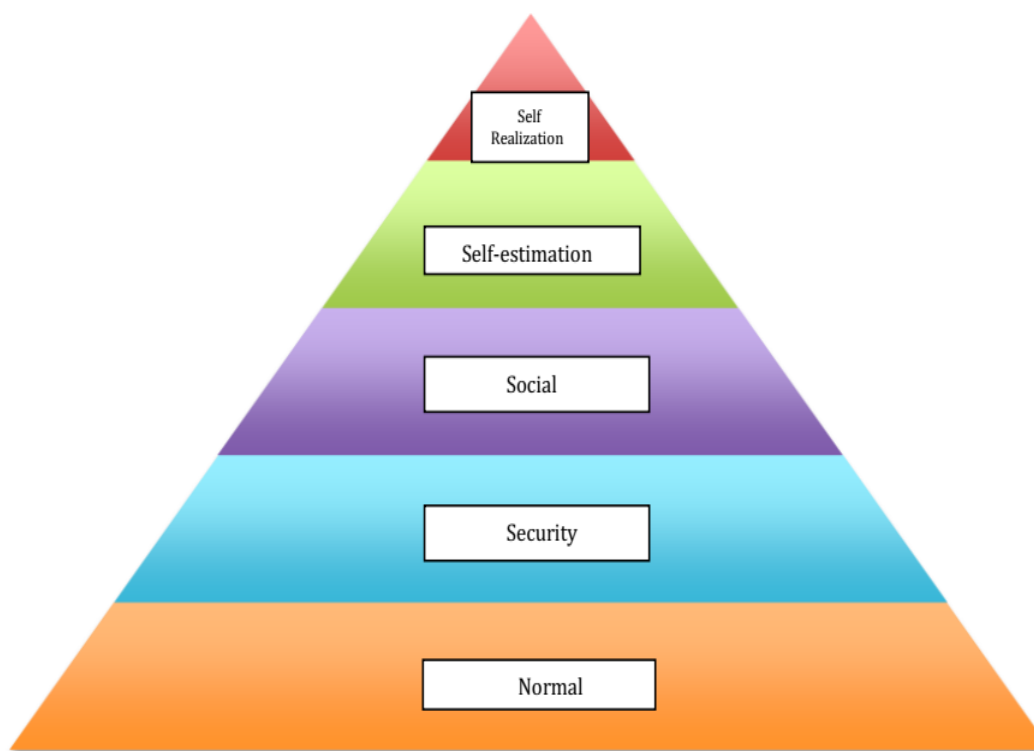 Self
Realization
Self-estimation
Social
Security
Normal